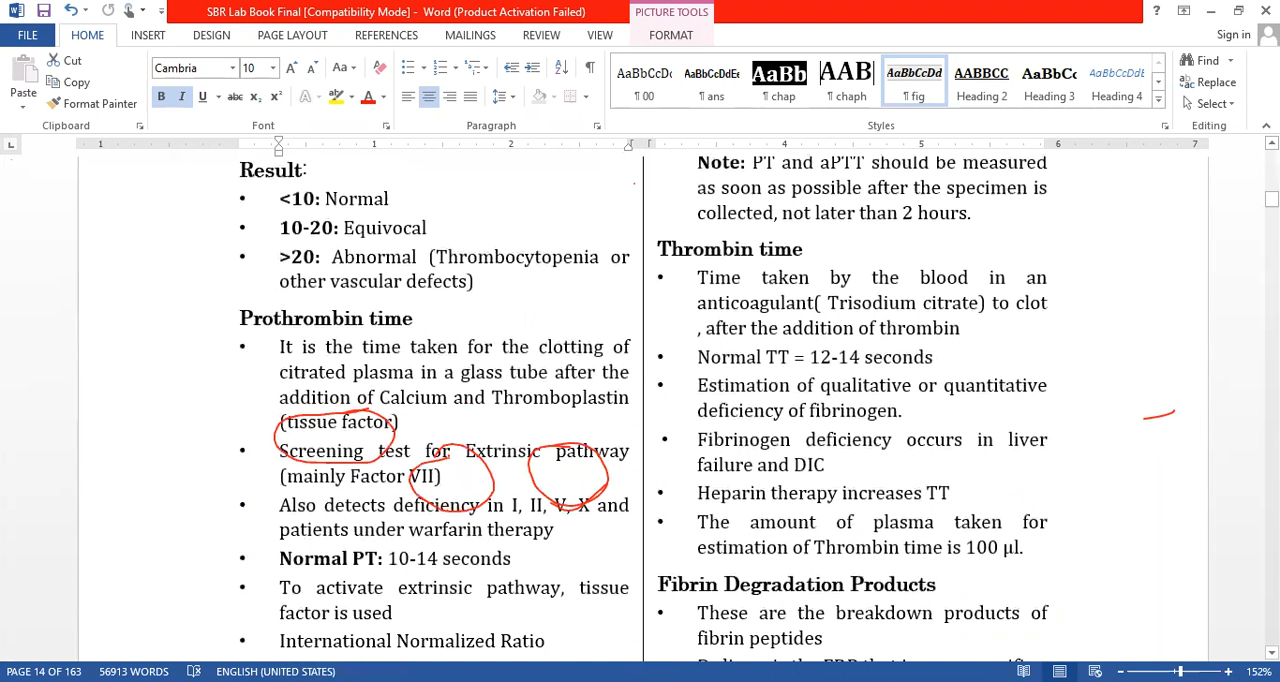 SBR Lab Book Final [Compatibility Mode] - Word (Product Activation Failed)
PICTURE TOOLS
FILE HOME INSERT DESIGN PAGE LAYOUT REFERENCES MAILINGS REVIEW VIEW FORMAT Sign in
Paste
Cut
Copy
Format Painter
Clipboard
Cambria 10
Font
Paragraph
AaBbCcDc AaBbCcDdEe AaBb AAB AaBbCcDd AABBCC AaBbCc AaBbCcDdE
¶ 00 ¶ ans ¶ chap ¶ chaph ¶ fig Heading 2 Heading 3 Heading 4
Styles
Find
Replace
Select
Editing
1 1 2 4 5 6 7
Result:
• <10: Normal
• 10-20: Equivocal
• >20: Abnormal (Thrombocytopenia or
other vascular defects)
Prothrombin time
• It is the time taken for the clotting of
citrated plasma in a glass tube after the
addition of Calcium and Thromboplastin
(tissue factor)
• Screening test for Extrinsic pathway
(mainly Factor VII)
• Also detects deficiency in I, II, V, X and
patients under warfarin therapy
• Normal PT: 10-14 seconds
• To activate extrinsic pathway, tissue
factor is used
• International Normalized Ratio
Note: PT and aPTT should be measured
as soon as possible after the specimen is
collected, not later than 2 hours.
Thrombin time
• Time taken by the blood in an
anticoagulant( Trisodium citrate) to clot
, after the addition of thrombin
• Normal TT = 12-14 seconds
• Estimation of qualitative or quantitative
deficiency of fibrinogen.
• Fibrinogen deficiency occurs in liver
failure and DIC
• Heparin therapy increases TT
• The amount of plasma taken for
estimation of Thrombin time is 100 µl.
Fibrin Degradation Products
• These are the breakdown products of
fibrin peptides
PAGE 14 OF 163 56913 WORDS ENGLISH (UNITED STATES) 152%